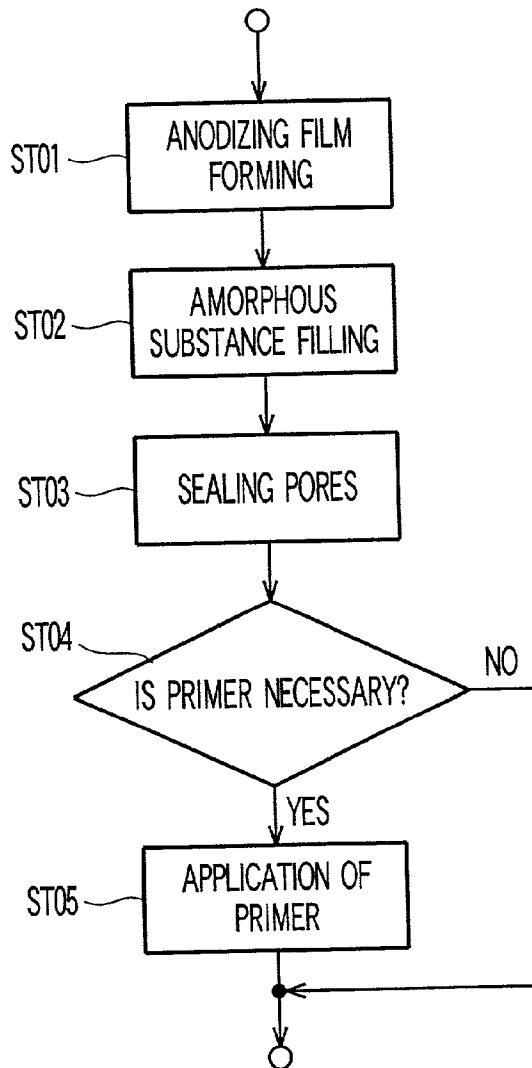 ST01
ANODIZING FILM
FORMING
ST02
AMORPHOUS
SUBSTANCE FILLING
ST03
SEALING PORES
ST04
IS PRIMER NECESSARY?
NO
YES
ST05
APPLICATION OF
PRIMER